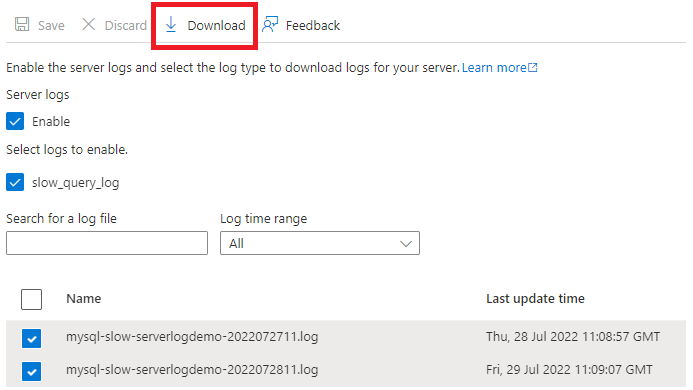 Save Discard Download Feedback
Enable the server logs and select the log type to download logs for your server. Learn more
Server logs
Enable
Select logs to enable.
slow_query_log
Search for a log file Log time range
All
Name Last update time
mysql-slow-serverlogdemo-2022072711.log Thu, 28 Jul 2022 11:08:57 GMT
mysql-slow-serverlogdemo-2022072811.log Fri, 29 Jul 2022 11:09:07 GMT